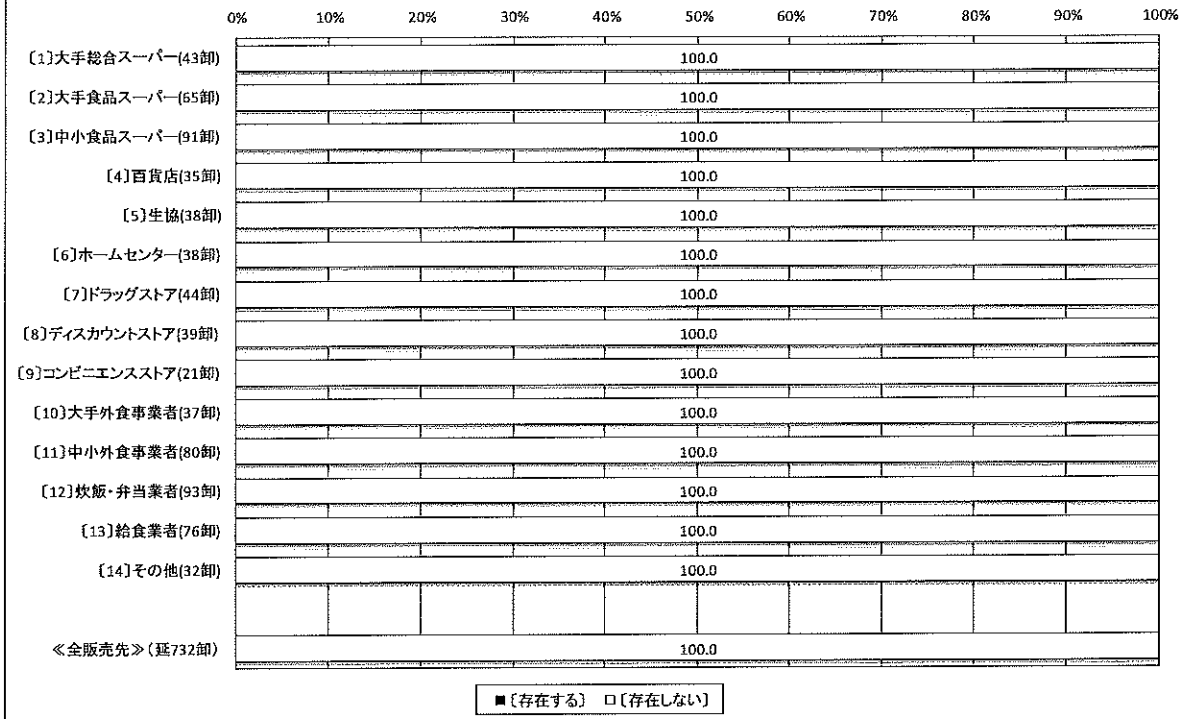 0% 10% 20% 30% 40% 50% 60% 70% 80% 90% 100%
〔1〕大手総合スーパー(43卸) 100.0
〔2〕大手食品スーパー(65卸) 100.0
〔3〕中小食品スーパー(91卸) 100.0
〔4〕百貨店(35卸) 100.0
〔5〕生協(38卸) 100.0
〔6〕ホームセンター(38卸) 100.0
〔7〕ドラッグストア(44卸) 100.0
〔8〕ディスカウントストア(39卸) 100.0
〔9〕コンビニエンスストア(21卸) 100.0
〔10〕大手外食事業者(37卸) 100.0
〔11〕中小外食事業者(80卸) 100.0
〔12〕炊飯・弁当業者(93卸) 100.0
〔13〕給食業者(76卸) 100.0
〔14〕その他(32卸) 100.0
≪全販売先≫(延732卸) 100.0
■〔存在する〕 □〔存在しない〕